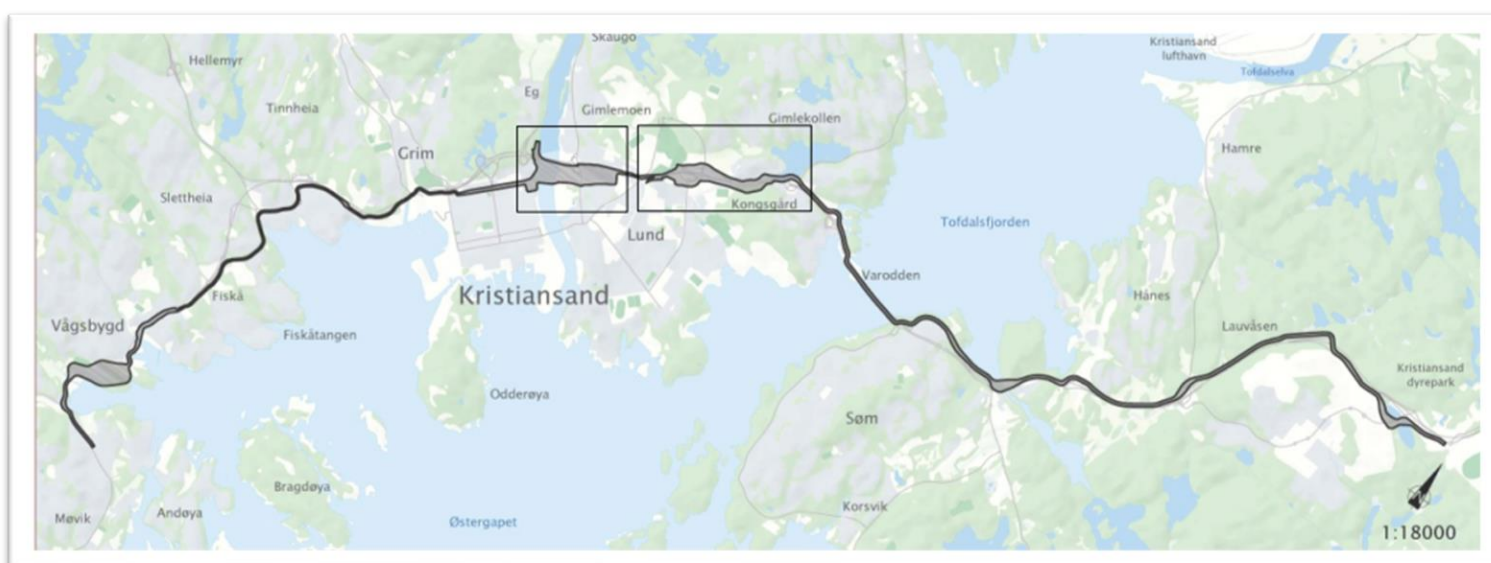 Skaugo
Kristiansand
lufthavn
Hellemyr
Tofdalselva
Eg
Tinnheia
Gimlemoen
Gimlekollen
Grim
Hamre
Slettheia
Kongsgård
Tofdalsfjorden
Lund
Varodden
Fiskå
Kristiansand
Hånes
Vågsbygd
Fiskåtangen
Lauvåsen
Kristiansand
dyrepark
Odderøya
Søm
Bragdøya
Korsvik
Møvik
Andøya
Østergapet
1:18000